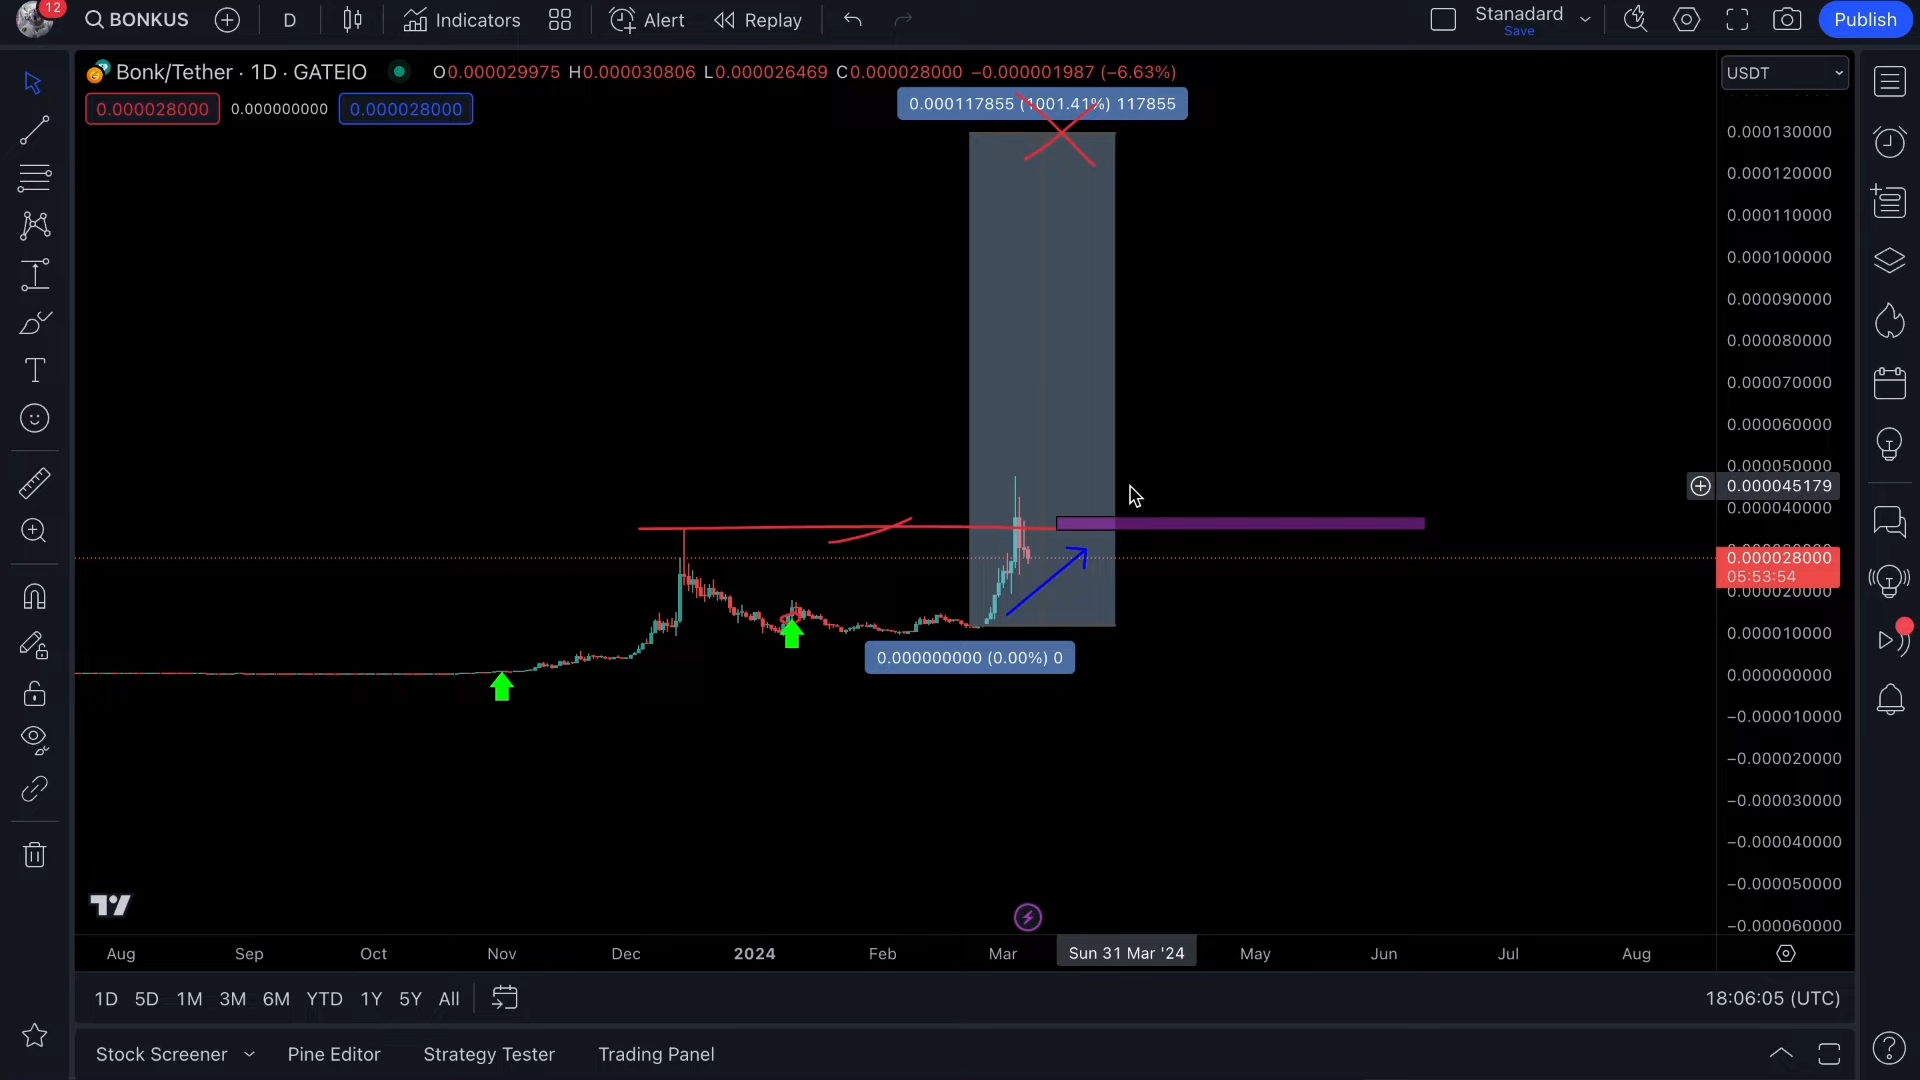 12
BONKUS
D
Indicators
Alert
Replay
Stanadard
Save
Publish
Bonk/Tether · 1D · GATEIO
O0.000029975 H0.000030806 L0.000026469 C0.000028000 −0.000001987 (−6.63%)
0.000028000
0.000000000
0.000028000
USDT
0.000117855 (1001.41%) 117855
0.000000000 (0.00%) 0
0.000130000
0.000120000
0.000110000
0.000100000
0.000090000
0.000080000
0.000070000
0.000060000
0.000050000
0.000045179
0.000040000
0.000028000
05:53:54
0.000020000
0.000010000
0.000000000
−0.000010000
−0.000020000
−0.000030000
−0.000040000
−0.000050000
−0.000060000
Aug Sep Oct Nov Dec 2024 Feb Mar Sun 31 Mar '24 May Jun Jul Aug
1D 5D 1M 3M 6M YTD 1Y 5Y All
18:06:05 (UTC)
Stock Screener Pine Editor Strategy Tester Trading Panel